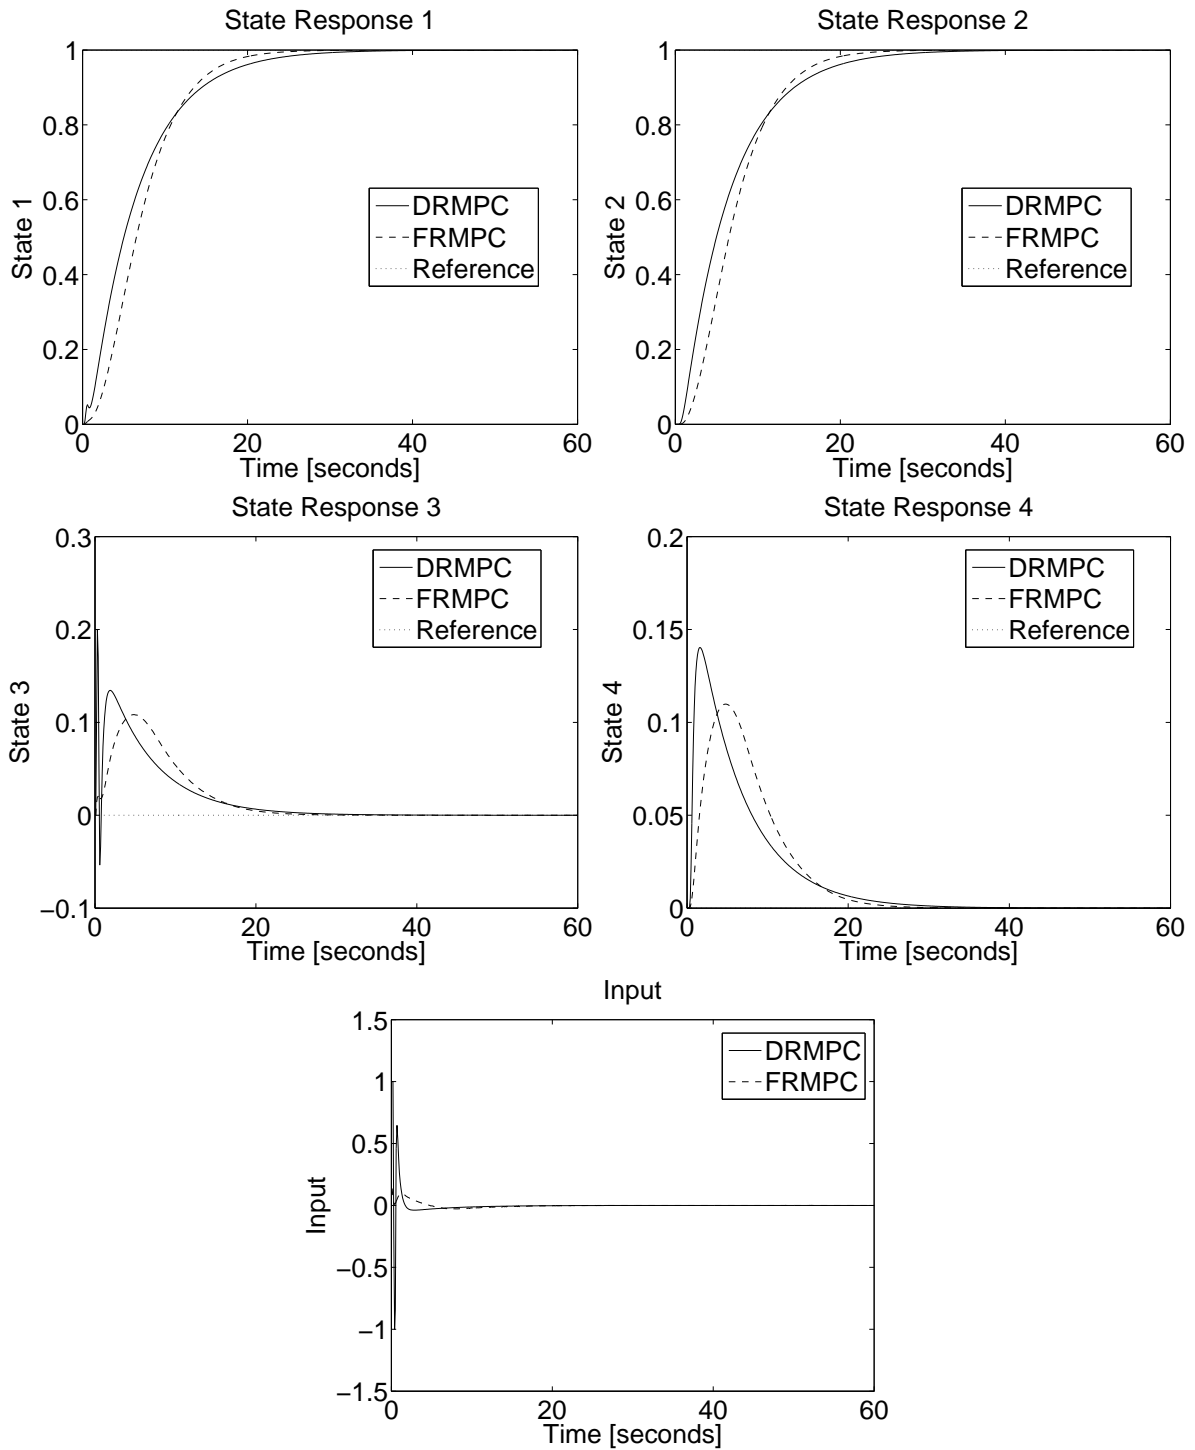 State Response 1
1
0.8
0.6
0.4
0.2
0
State 1
DRMPC
FRMPC
Reference
0 20 40 60
Time [seconds]
State Response 2
1
0.8
0.6
0.4
0.2
0
State 2
DRMPC
FRMPC
Reference
0 20 40 60
Time [seconds]
State Response 3
0.3
0.2
0.1
0
−0.1
State 3
DRMPC
FRMPC
Reference
0 20 40 60
Time [seconds]
State Response 4
0.2
0.15
0.1
0.05
0
State 4
DRMPC
FRMPC
Reference
0 20 40 60
Time [seconds]
Input
1.5
1
0.5
0
−0.5
−1
−1.5
Input
DRMPC
FRMPC
0 20 40 60
Time [seconds]